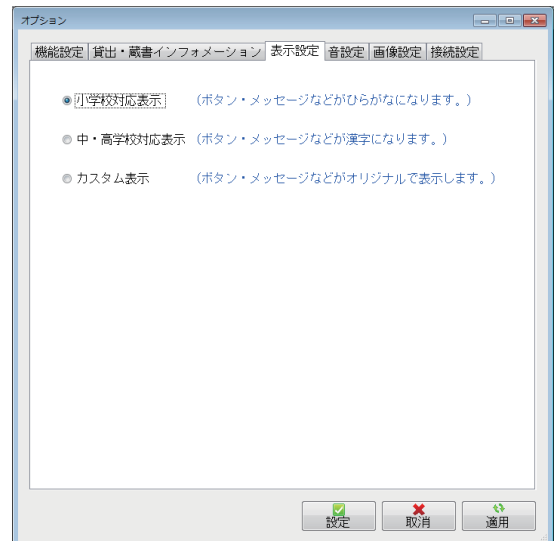 オプション
機能設定 貸出・蔵書インフォメーション 表示設定 音設定 画像設定 接続設定
小学校対応表示 (ボタン・メッセージなどがひらがなになります。)
中・高学校対応表示 (ボタン・メッセージなどが漢字になります。)
カスタム表示 (ボタン・メッセージなどがオリジナルで表示します。)
設定 取消 適用